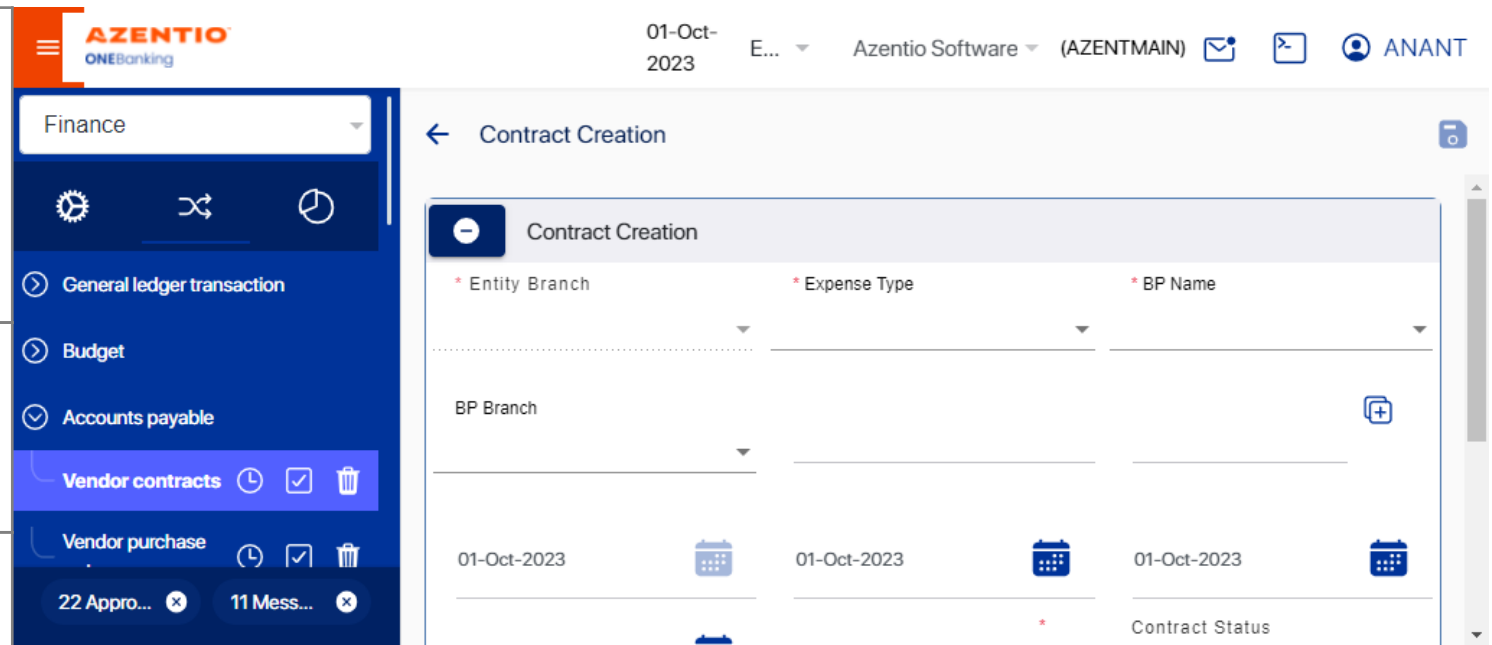 AZENTIO
ONEBanking
01-Oct-
2023
E...
Azentio Software
(AZENTMAIN)
ANANT
Finance
General ledger transaction
Budget
Accounts payable
Vendor contracts
Vendor purchase
22 Appro...
11 Mess...
Contract Creation
Contract Creation
* Entity Branch
* Expense Type
* BP Name
BP Branch
01-Oct-2023
01-Oct-2023
01-Oct-2023
*
Contract Status